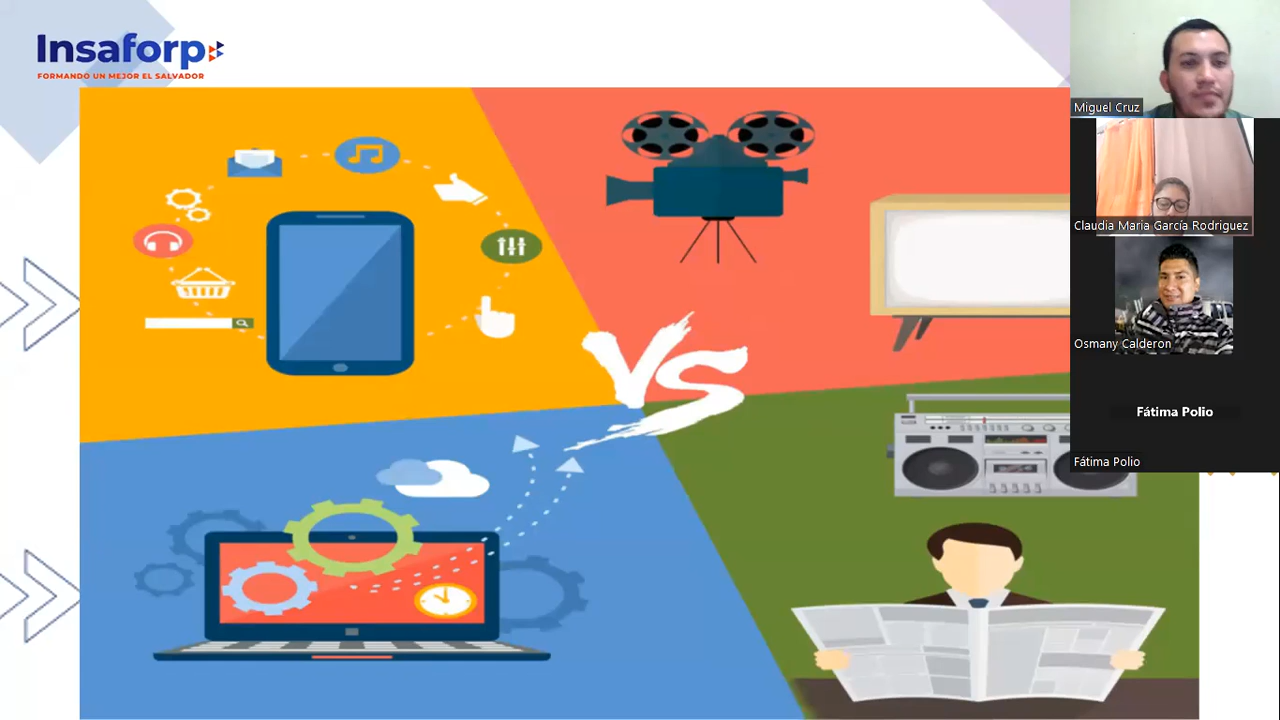 Insaforp
FORMANDO UN MEJOR EL SALVADOR
VS
Miguel Cruz
Claudia Maria García Rodriguez
Osmany Calderon
Fátima Polio
Fátima Polio